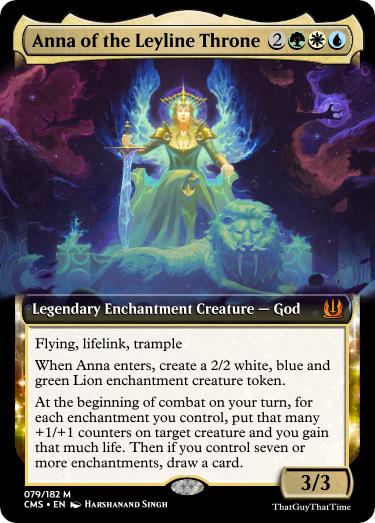 Anna of the Leyline Throne 2
Legendary Enchantment Creature — God
Flying, lifelink, trample
When Anna enters, create a 2/2 white, blue and
green Lion enchantment creature token.
At the beginning of combat on your turn, for
each enchantment you control, put that many
+1/+1 counters on target creature and you gain
that much life. Then if you control seven or
more enchantments, draw a card.
3/3
079/182 M
CMS • EN Harshanand Singh
ThatGuyThatTime